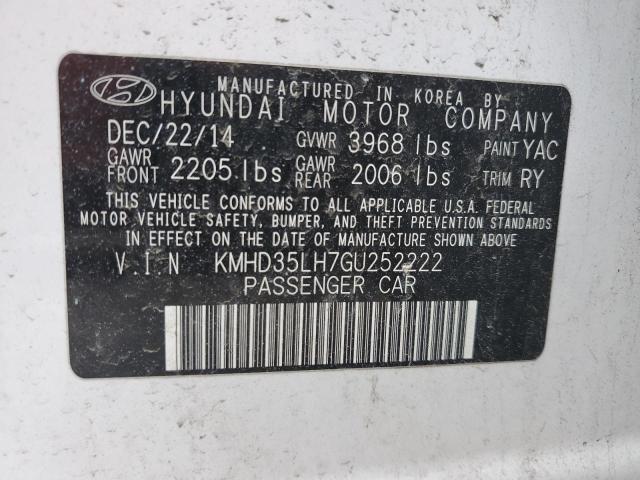 MANUFACTURED IN KOREA BY
HYUNDAI MOTOR COMPANY
DEC/22/14 GVWR 3968 lbs PAINT YAC
GAWR FRONT 2205 lbs GAWR REAR 2006 lbs TRIM RY
THIS VEHICLE CONFORMS TO ALL APPLICABLE U.S.A. FEDERAL
MOTOR VEHICLE SAFETY, BUMPER, AND THEFT PREVENTION STANDARDS
IN EFFECT ON THE DATE OF MANUFACTURE SHOWN ABOVE.
V.I.N KMHD35LH7GU252222
PASSENGER CAR